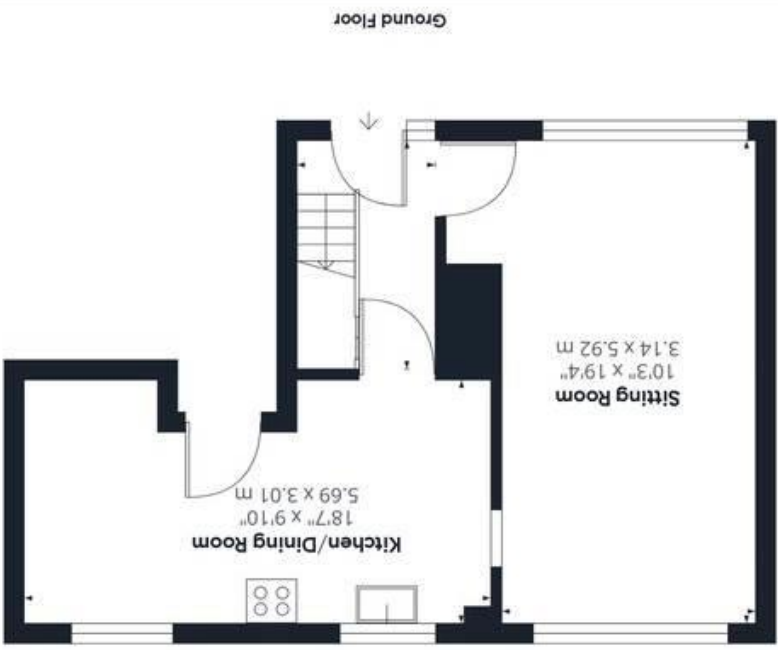 Kitchen/Dining Room
18'7" x 9'10"
5.69 x 3.01 m
Sitting Room
10'3" x 19'4"
3.14 x 5.92 m
Ground Floor